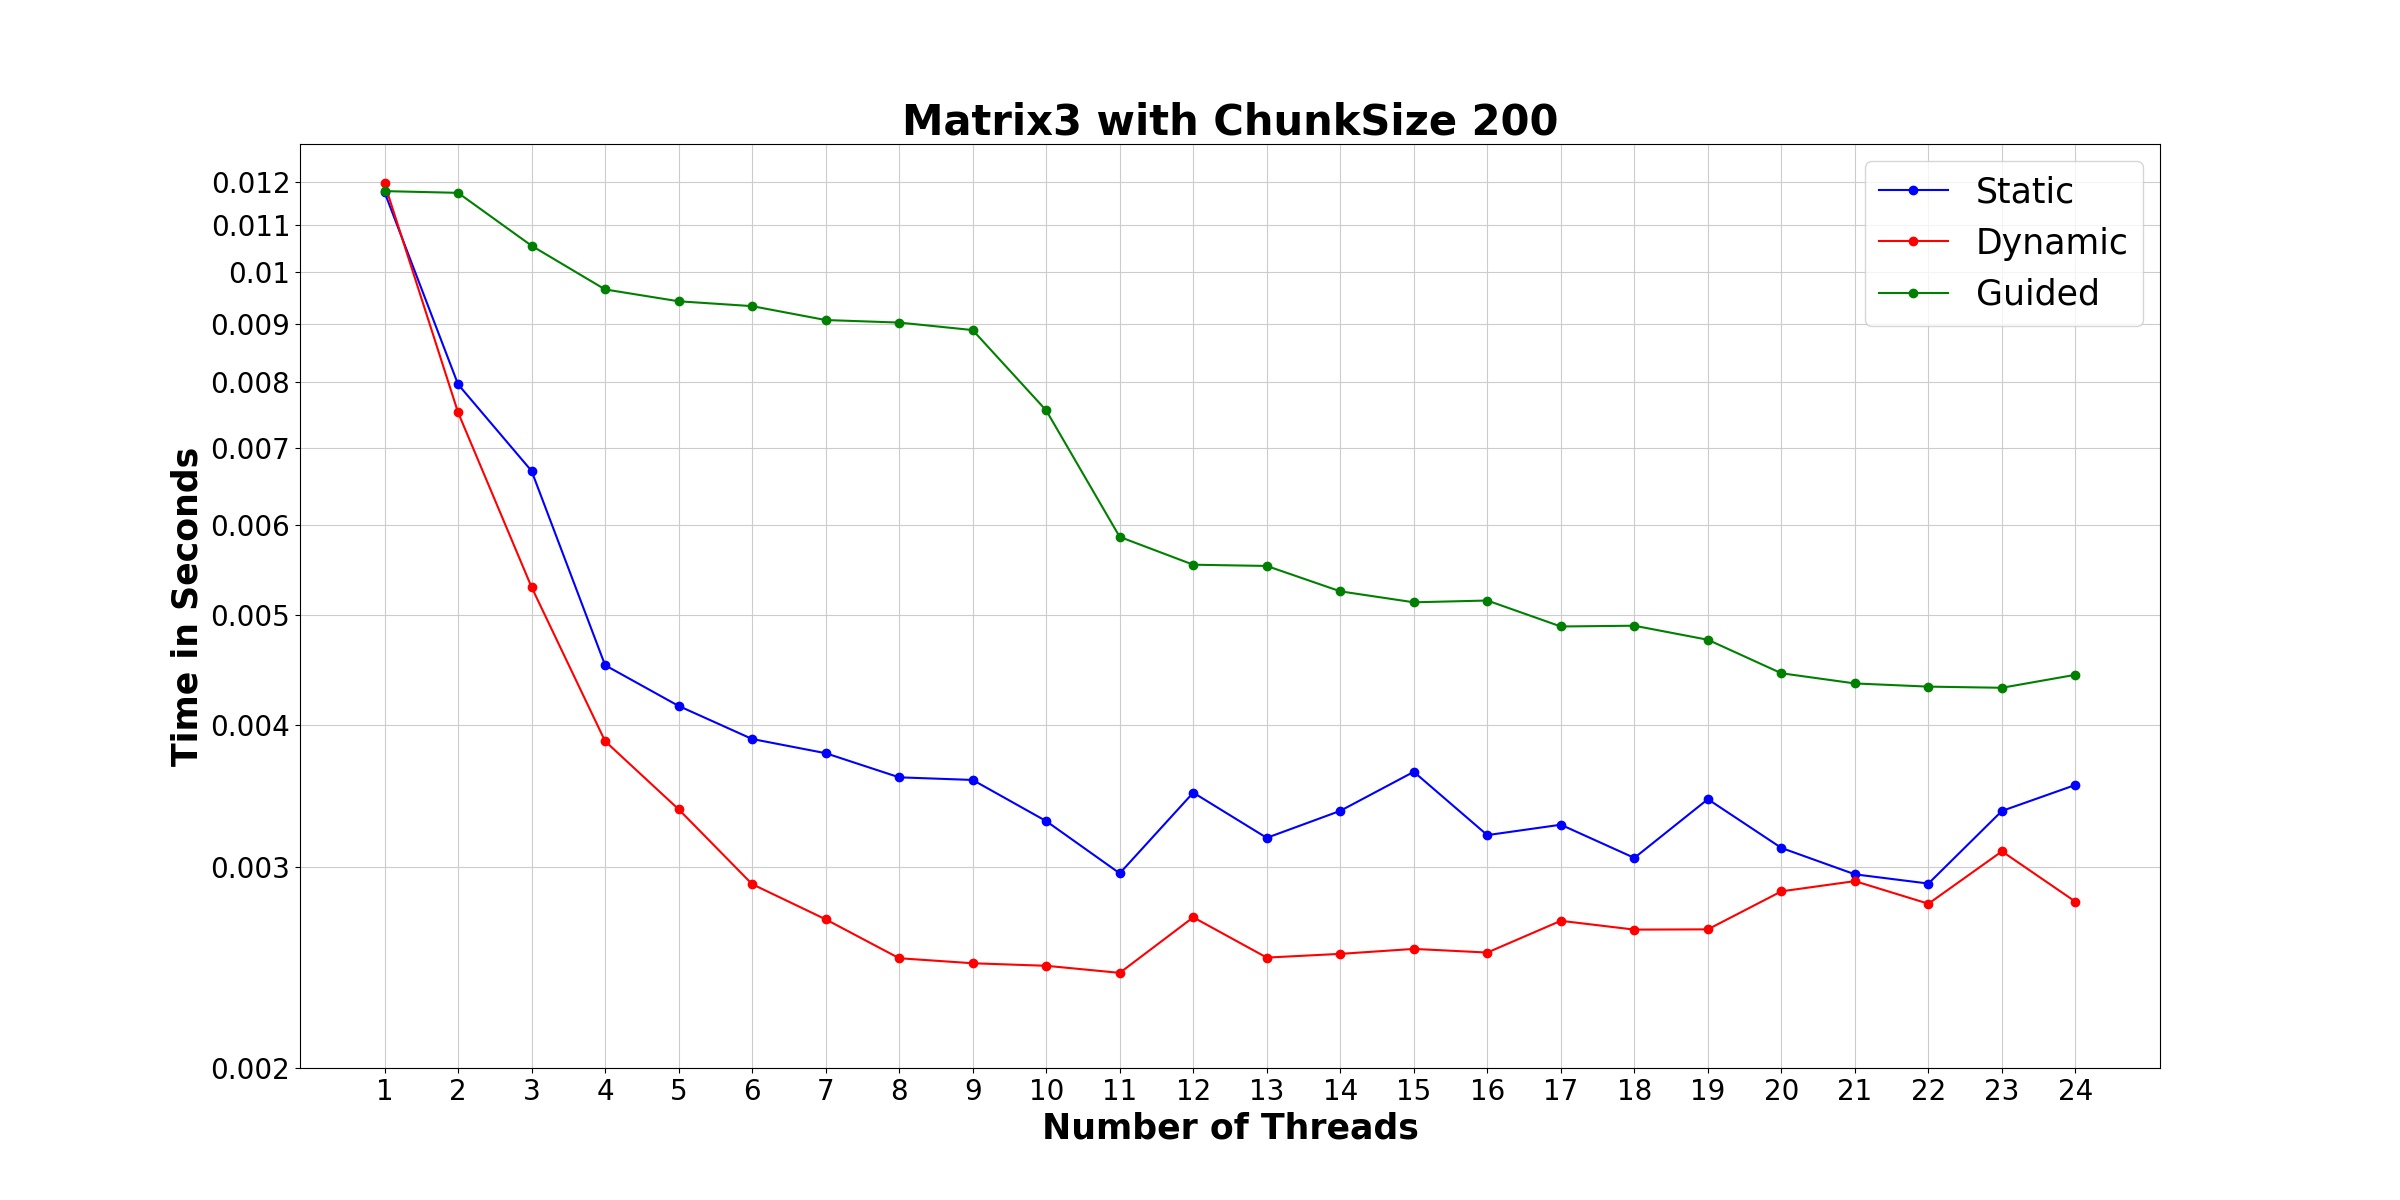 Matrix3 with ChunkSize 200
Static
Dynamic
Guided
Time in Seconds
0.012
0.011
0.01
0.009
0.008
0.007
0.006
0.005
0.004
0.003
0.002
1 2 3 4 5 6 7 8 9 10 11 12 13 14 15 16 17 18 19 20 21 22 23 24
Number of Threads